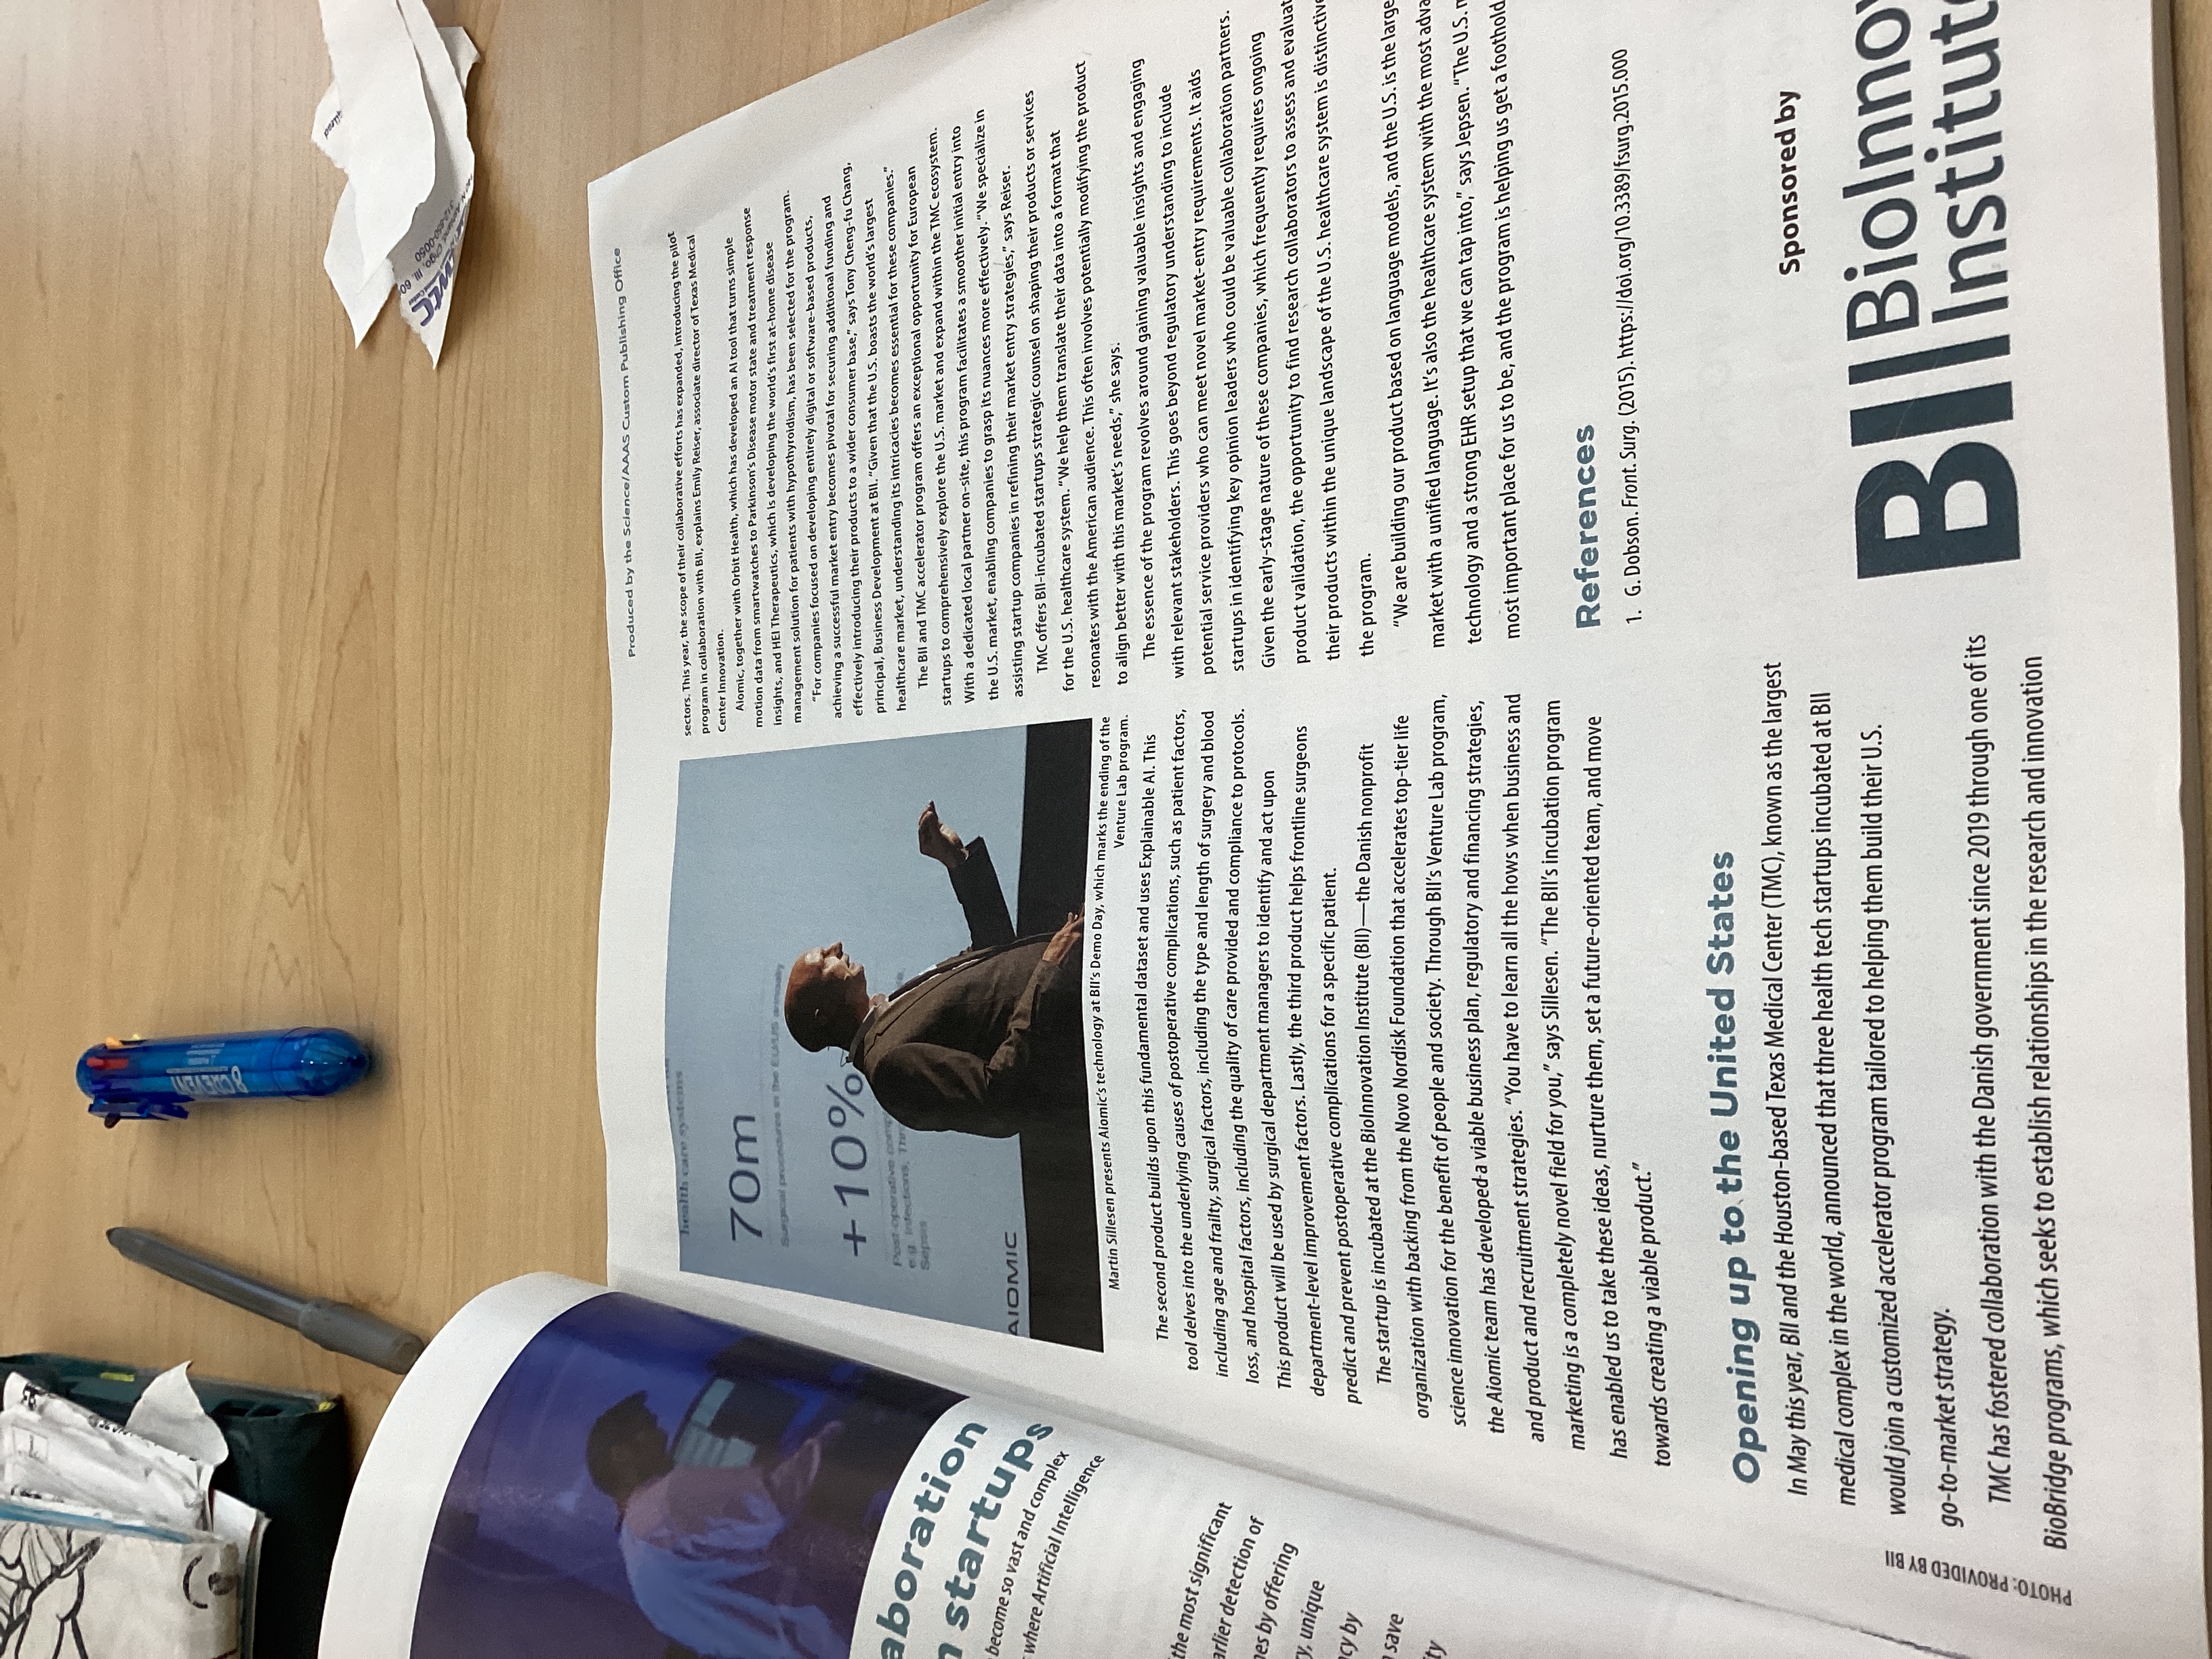 8 COLEVEN
312-850-0050
aboration
n startups
become so vast and complex
where Artificial Intelligence
the most significant
arlier detection of
nes by offering
ry, unique
ncy by
save
ity
Produced by the Science/AAAS Custom Publishing Office
health care systems
70m
Surgical procedures in the EU/US annually
+10%
Post-operative comp
e.g. Infections,
Sepsis
AIOMIC
Martin Sillesen presents Aiomic’s technology at BII’s Demo Day, which marks the ending of the
Venture Lab program.
The second product builds upon this fundamental dataset and uses Explainable AI. This
tool delves into the underlying causes of postoperative complications, such as patient factors,
including age and frailty, surgical factors, including the type and length of surgery and blood
loss, and hospital factors, including the quality of care provided and compliance to protocols.
This product will be used by surgical department managers to identify and act upon
department-level improvement factors. Lastly, the third product helps frontline surgeons
predict and prevent postoperative complications for a specific patient.
The startup is incubated at the BioInnovation Institute (BII)—the Danish nonprofit
organization with backing from the Novo Nordisk Foundation that accelerates top-tier life
science innovation for the benefit of people and society. Through BII’s Venture Lab program,
the Aiomic team has developed a viable business plan, regulatory and financing strategies,
and product and recruitment strategies. “You have to learn all the hows when business and
marketing is a completely novel field for you,” says Sillesen. “The BII’s incubation program
has enabled us to take these ideas, nurture them, set a future-oriented team, and move
towards creating a viable product.”
Opening up to the United States
In May this year, BII and the Houston-based Texas Medical Center (TMC), known as the largest
medical complex in the world, announced that three health tech startups incubated at BII
would join a customized accelerator program tailored to helping them build their U.S.
go-to-market strategy.
TMC has fostered collaboration with the Danish government since 2019 through one of its
BioBridge programs, which seeks to establish relationships in the research and innovation
PHOTO: PROVIDED BY BII
sectors. This year, the scope of their collaborative efforts has expanded, introducing the pilot
program in collaboration with BII, explains Emily Reiser, associate director of Texas Medical
Center Innovation.
Aiomic, together with Orbit Health, which has developed an AI tool that turns simple
motion data from smartwatches to Parkinson’s Disease motor state and treatment response
insights, and HEI Therapeutics, which is developing the world’s first at-home disease
management solution for patients with hypothyroidism, has been selected for the program.
“For companies focused on developing entirely digital or software-based products,
achieving a successful market entry becomes pivotal for securing additional funding and
effectively introducing their products to a wider consumer base,” says Tony Cheng-fu Chang,
principal, Business Development at BII. “Given that the U.S. boasts the world’s largest
healthcare market, understanding its intricacies becomes essential for these companies.”
The BII and TMC accelerator program offers an exceptional opportunity for European
startups to comprehensively explore the U.S. market and expand within the TMC ecosystem.
With a dedicated local partner on-site, this program facilitates a smoother initial entry into
the U.S. market, enabling companies to grasp its nuances more effectively. “We specialize in
assisting startup companies in refining their market entry strategies,” says Reiser.
TMC offers BII-incubated startups strategic counsel on shaping their products or services
for the U.S. healthcare system. “We help them translate their data into a format that
resonates with the American audience. This often involves potentially modifying the product
to align better with this market’s needs,” she says.
The essence of the program revolves around gaining valuable insights and engaging
with relevant stakeholders. This goes beyond regulatory understanding to include
potential service providers who can meet novel market-entry requirements. It aids
startups in identifying key opinion leaders who could be valuable collaboration partners.
Given the early-stage nature of these companies, which frequently requires ongoing
product validation, the opportunity to find research collaborators to assess and evaluat
their products within the unique landscape of the U.S. healthcare system is distinctive
the program.
“We are building our product based on language models, and the U.S. is the large
market with a unified language. It’s also the healthcare system with the most adva
technology and a strong EHR setup that we can tap into,” says Jepsen. “The U.S.
most important place for us to be, and the program is helping us get a foothold
References
1. G. Dobson. Front. Surg. (2015). https://doi.org/10.3389/fsurg.2015.000
Sponsored by
BII BioInnov
Institute